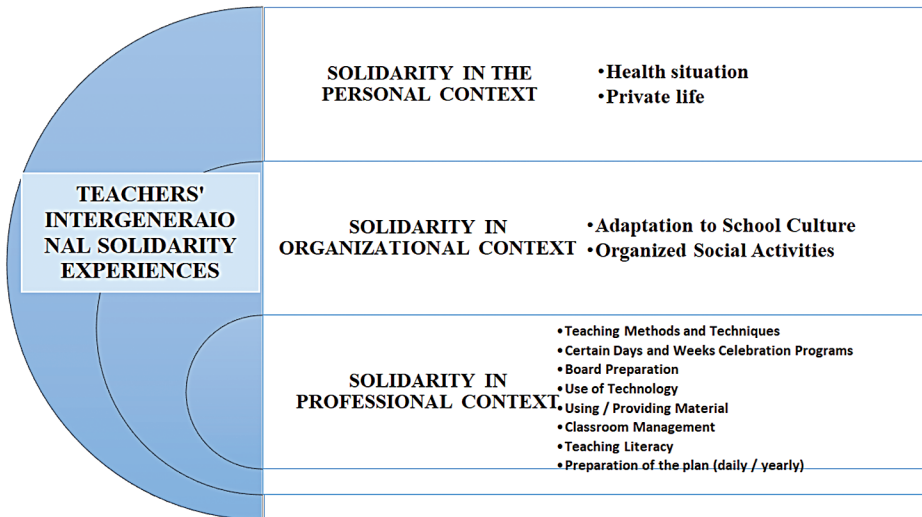 TEACHERS'
INTERGENERAIO
NAL SOLIDARITY
EXPERIENCES
SOLIDARITY IN THE
PERSONAL CONTEXT
•Health situation
•Private life
SOLIDARITY IN
ORGANIZATIONAL CONTEXT
•Adaptation to School Culture
•Organized Social Activities
SOLIDARITY IN
PROFESSIONAL CONTEXT
•Teaching Methods and Techniques
•Certain Days and Weeks Celebration Programs
•Board Preparation
•Use of Technology
•Using / Providing Material
•Classroom Management
•Teaching Literacy
•Preparation of the plan (daily / yearly)